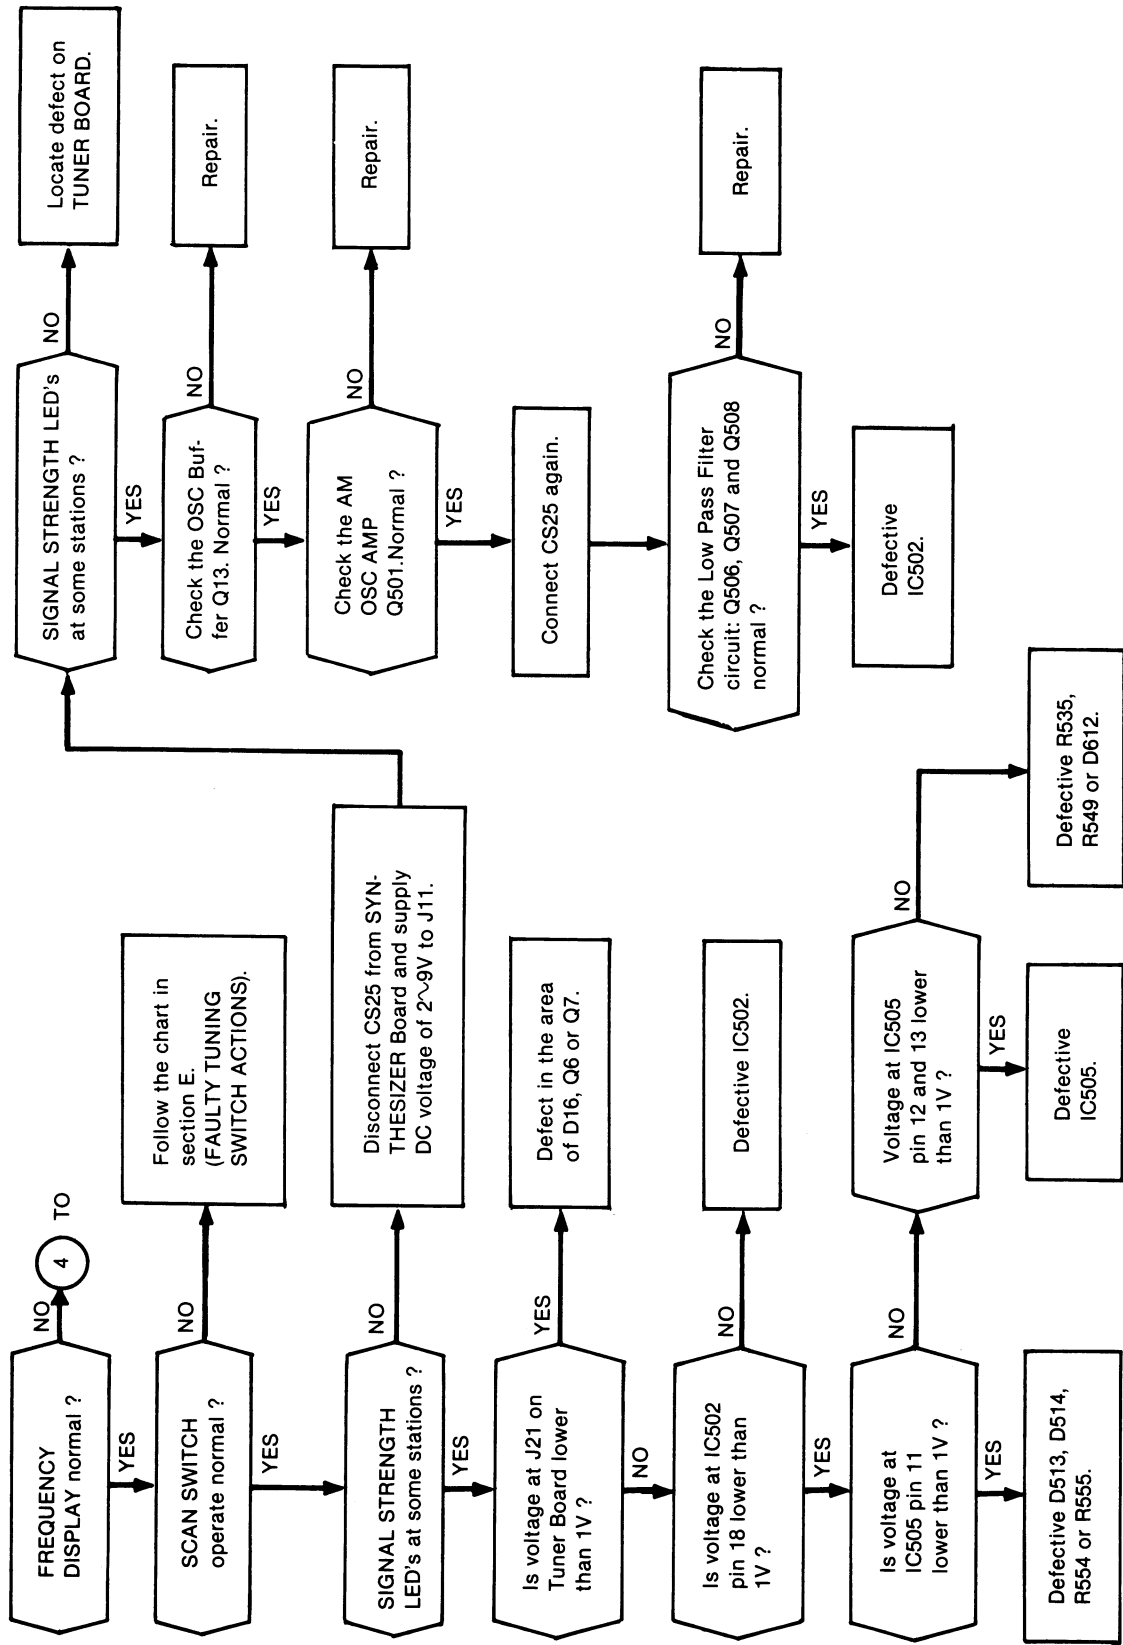 FREQUENCY
DISPLAY normal ?
NO
4
TO
YES
SCAN SWITCH
operate normal ?
NO
Follow the chart in
section E.
(FAULTY TUNING
SWITCH ACTIONS).
YES
SIGNAL STRENGTH
LED's at some stations ?
NO
Disconnect CS25 from SYN-
THESIZER Board and supply
DC voltage of 2~9V to J11.
YES
Is voltage at J21 on
Tuner Board lower
than 1V ?
YES
Defect in the area
of D16, Q6 or Q7.
NO
Is voltage at IC502
pin 18 lower than
1V ?
NO
Defective IC502.
YES
Is voltage at
IC505 pin 11
lower than 1V ?
NO
Voltage at IC505
pin 12 and 13 lower
than 1V ?
NO
Defective R535,
R549 or D612.
YES
Defective
IC505.
YES
Defective D513, D514,
R554 or R555.
SIGNAL STRENGTH LED's
at some stations ?
NO
Locate defect on
TUNER BOARD.
YES
Check the OSC Buf-
fer Q13. Normal ?
NO
Repair.
YES
Check the AM
OSC AMP
Q501.Normal ?
NO
Repair.
YES
Connect CS25 again.
Check the Low Pass Filter
circuit: Q506, Q507 and Q508
normal ?
NO
Repair.
YES
Defective
IC502.